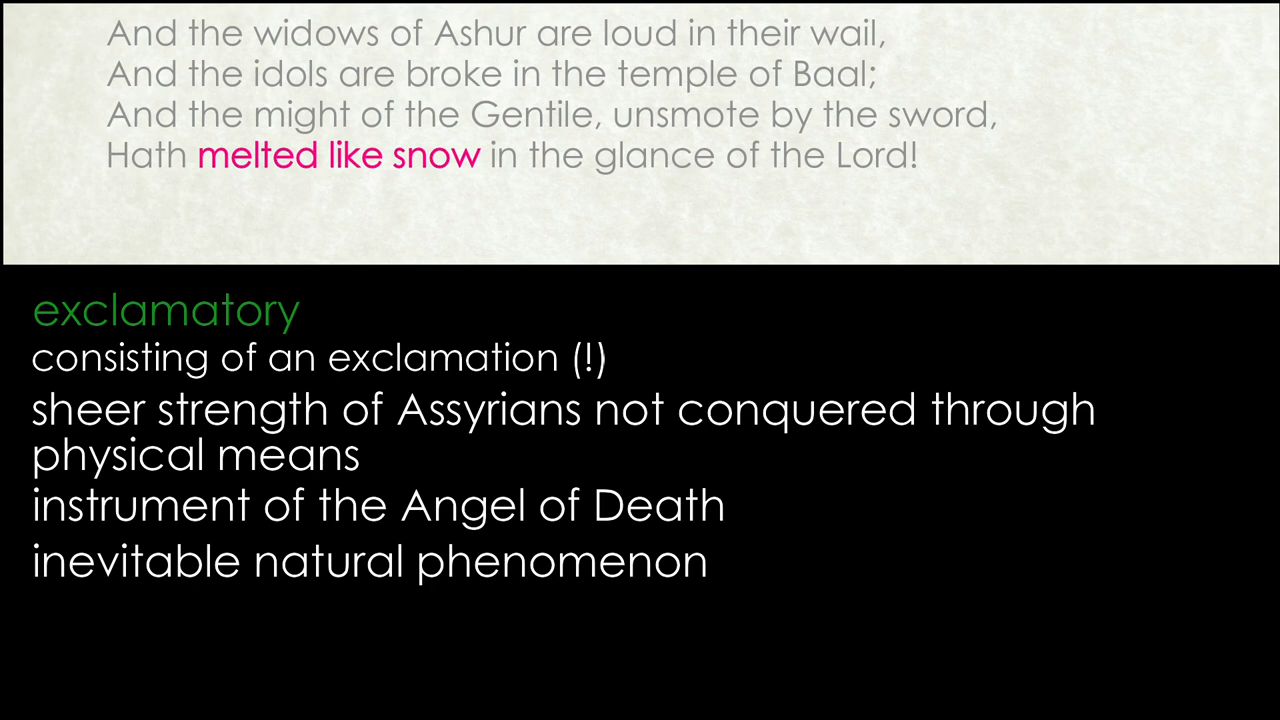 And the widows of Ashur are loud in their wail,
And the idols are broke in the temple of Baal;
And the might of the Gentile, unsmote by the sword,
Hath melted like snow in the glance of the Lord!
exclamatory
consisting of an exclamation (!)
sheer strength of Assyrians not conquered through
physical means
instrument of the Angel of Death
inevitable natural phenomenon